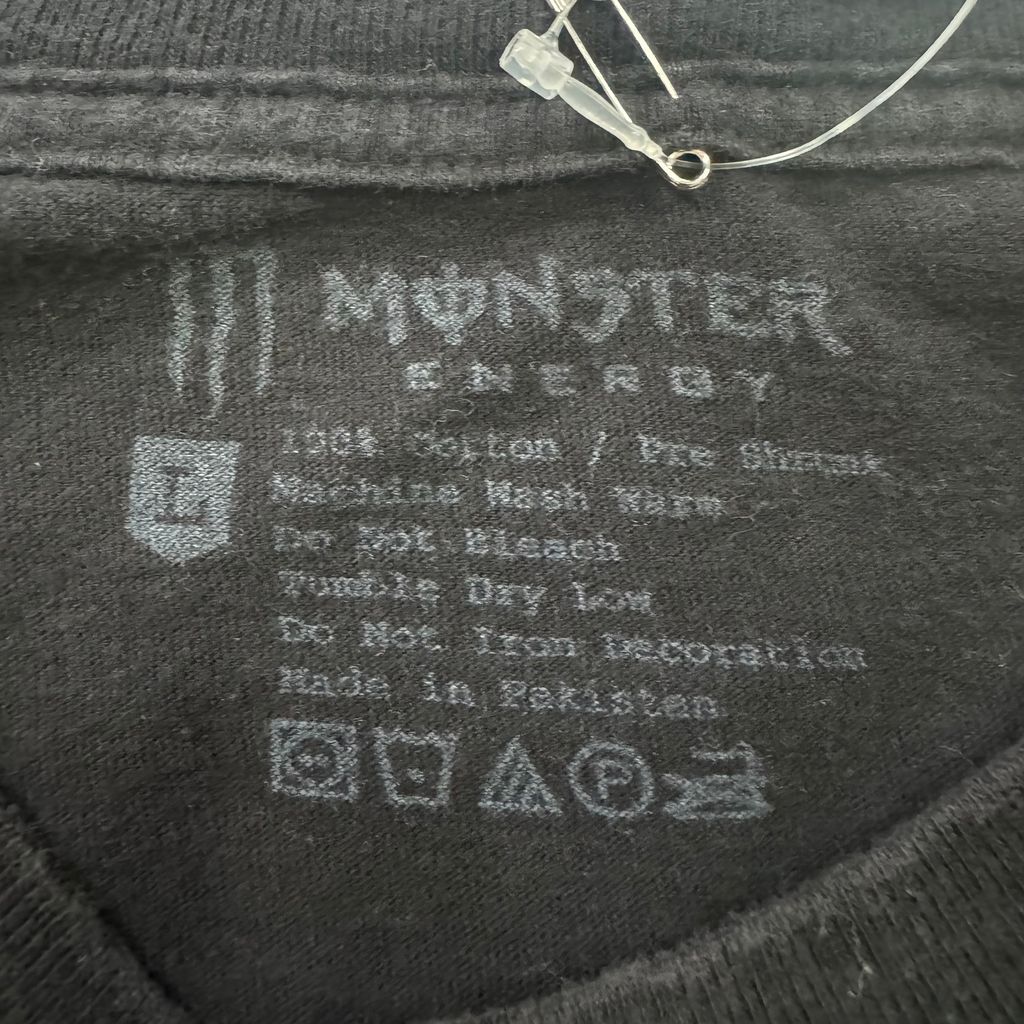 MONSTER
ENERGY
100% Cotton / Pre Shrunk
Machine Wash Warm
Do Not Bleach
Tumble Dry Low
Do Not Iron Decoration
Made in Pakistan
P